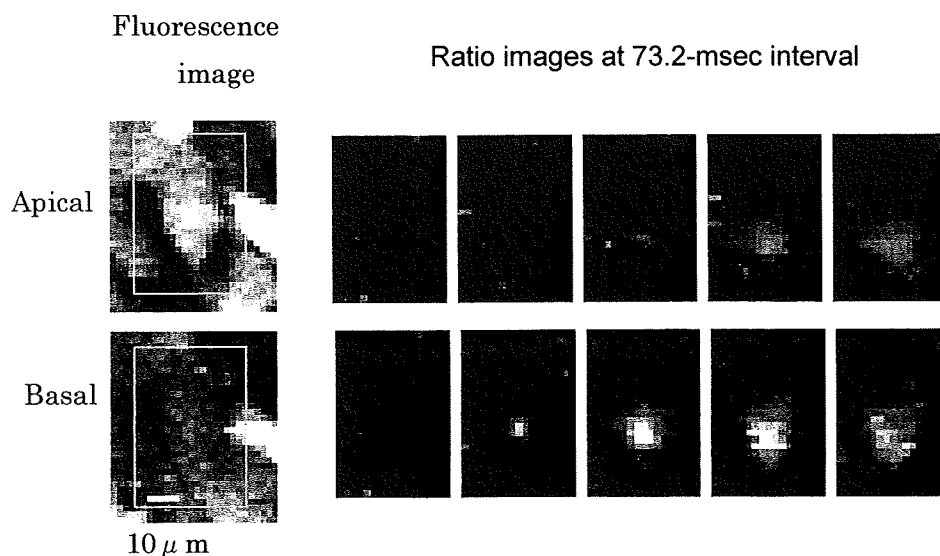 Fluorescence
image
Ratio images at 73.2-msec interval
Apical
Basal
10 μ m